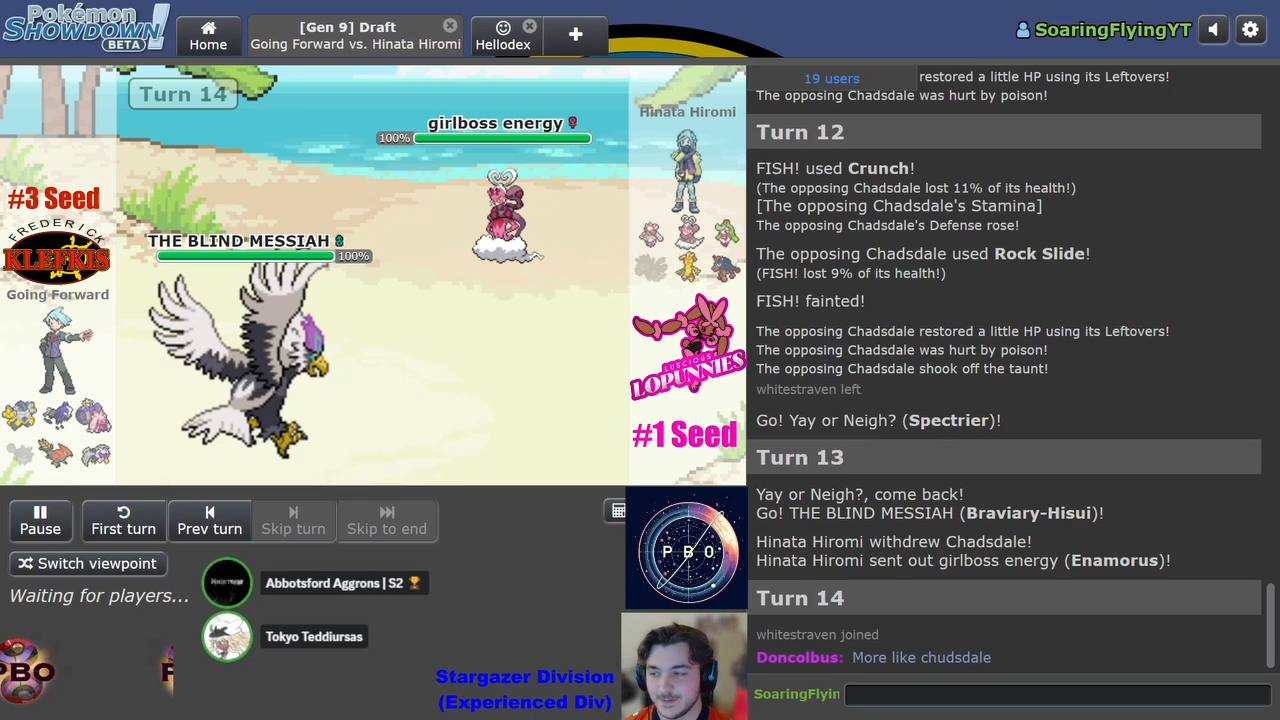 Pokémon
SHOWDOWN!
BETA
Home
[Gen 9] Draft
Going Forward vs. Hinata Hiromi
Hellodex
SoaringFlyingYT
Turn 14
girlboss energy
100%
THE BLIND MESSIAH
100%
#3 Seed
FREDERICK
KLEFKIS
Going Forward
Hinata Hiromi
LUSCIOUS
LOPUNNIES
#1 Seed
19 users
restored a little HP using its Leftovers!
The opposing Chadsdale was hurt by poison!
Turn 12
FISH! used Crunch!
(The opposing Chadsdale lost 11% of its health!)
[The opposing Chadsdale's Stamina]
The opposing Chadsdale's Defense rose!
The opposing Chadsdale used Rock Slide!
(FISH! lost 9% of its health!)
FISH! fainted!
The opposing Chadsdale restored a little HP using its Leftovers!
The opposing Chadsdale was hurt by poison!
The opposing Chadsdale shook off the taunt!
whitestraven left
Go! Yay or Neigh? (Spectrier)!
Turn 13
Yay or Neigh?, come back!
Go! THE BLIND MESSIAH (Braviary-Hisui)!
Hinata Hiromi withdrew Chadsdale!
Hinata Hiromi sent out girlboss energy (Enamorus)!
Turn 14
whitestraven joined
Doncolbus: More like chudsdale
SoaringFlyin
Pause
First turn
Prev turn
Skip turn
Skip to end
Switch viewpoint
Waiting for players...
Abbotsford Aggrons | S2 🏆
Tokyo Teddiursas
PBO
P
PBO
Stargazer Division
(Experienced Div)